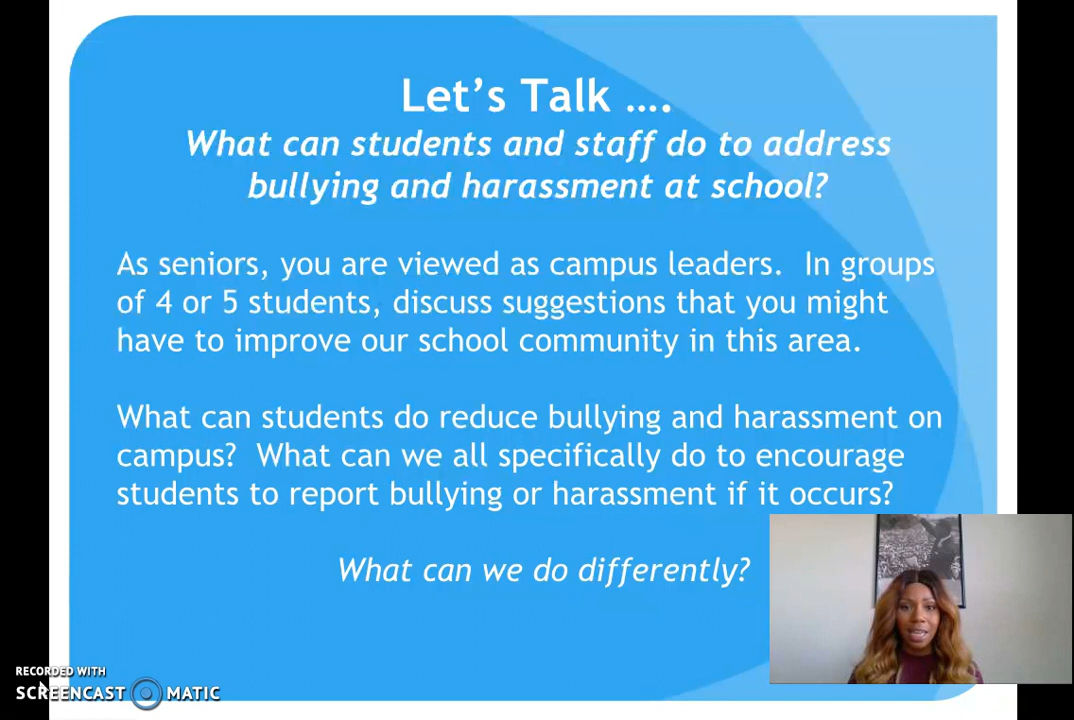 Let’s Talk ....
What can students and staff do to address
bullying and harassment at school?
As seniors, you are viewed as campus leaders.  In groups
of 4 or 5 students, discuss suggestions that you might
have to improve our school community in this area.
What can students do reduce bullying and harassment on
campus?  What can we all specifically do to encourage
students to report bullying or harassment if it occurs?
What can we do differently?
RECORDED WITH
SCREENCAST MATIC